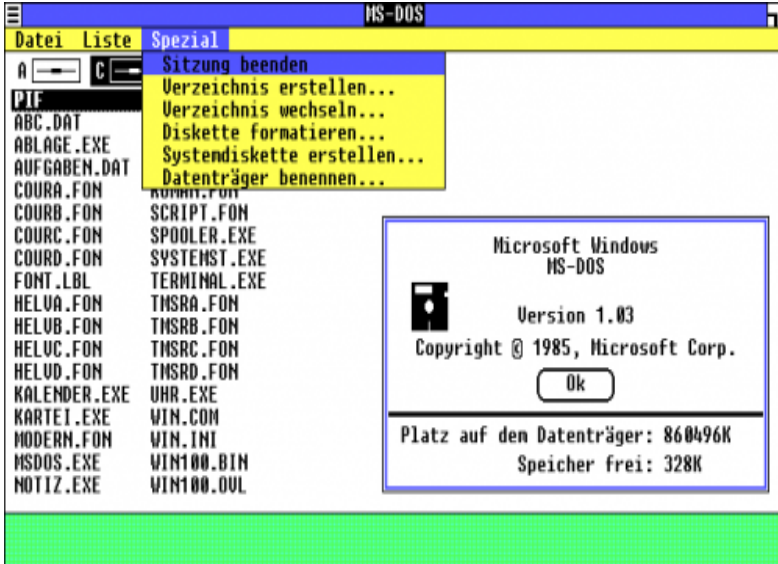 MS-DOS
Datei Liste Spezial
A C
Sitzung beenden
Verzeichnis erstellen...
Verzeichnis wechseln...
Diskette formatieren...
Systemdiskette erstellen...
Datenträger benennen...
PIF
ABC.DAT
ABLAGE.EXE
AUFGABEN.DAT
COURA.FON
COURB.FON
COURC.FON
COURD.FON
FONT.LBL
HELVA.FON
HELVB.FON
HELVC.FON
HELVD.FON
KALENDER.EXE
KARTEI.EXE
MODERN.FON
MSDOS.EXE
NOTIZ.EXE
ROMAN.FON
SCRIPT.FON
SPOOLER.EXE
SYSTEMST.EXE
TERMINAL.EXE
TMSRA.FON
TMSRB.FON
TMSRC.FON
TMSRD.FON
UHR.EXE
WIN.COM
WIN.INI
WIN100.BIN
WIN100.OVL
Microsoft Windows
MS-DOS
Version 1.03
Copyright © 1985, Microsoft Corp.
Ok
Platz auf dem Datenträger: 860496K
Speicher frei: 328K